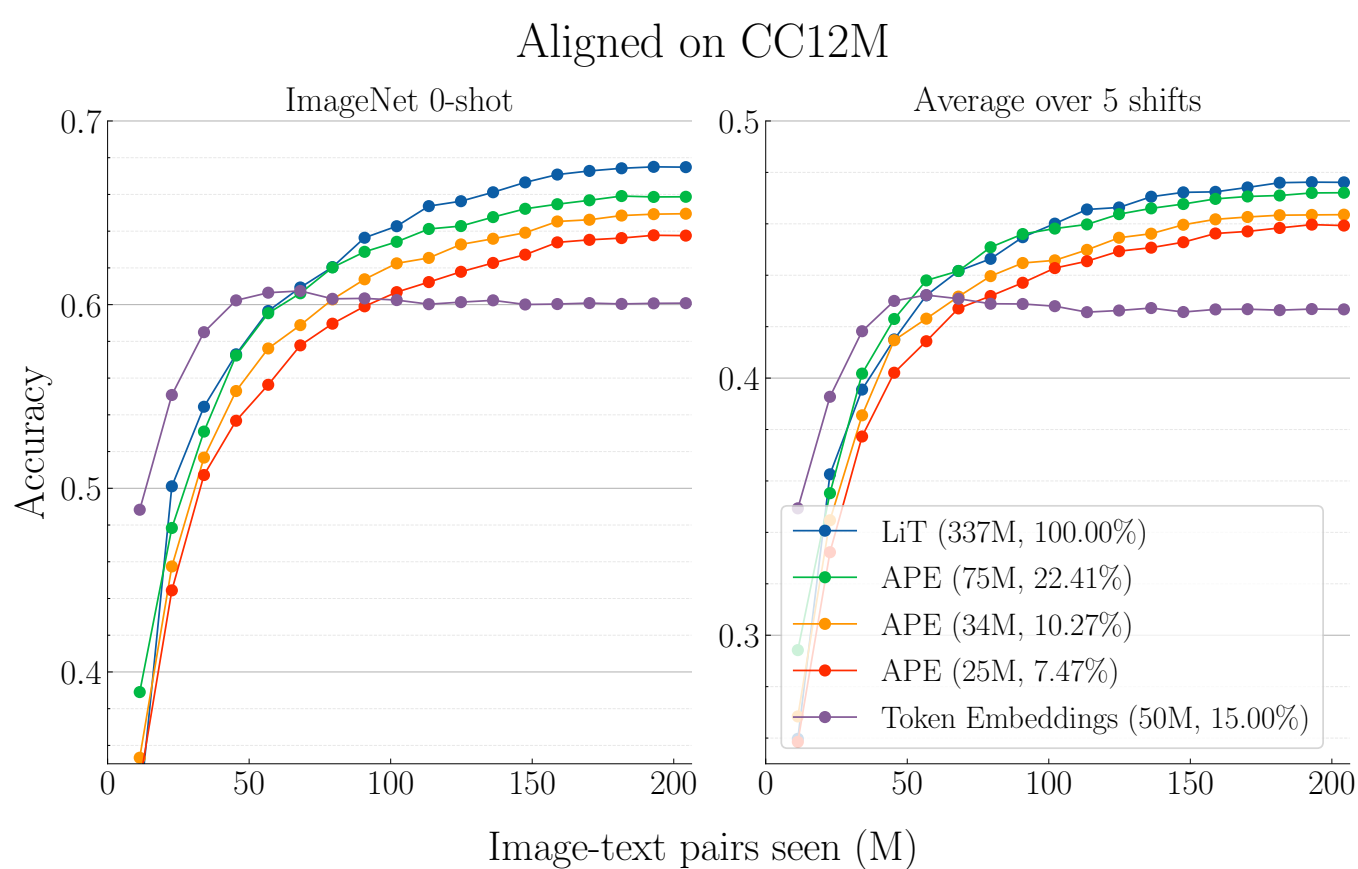 Aligned on CC12M
ImageNet 0-shot
Average over 5 shifts
0.7
0.6
0.5
0.4
0.5
0.4
0.3
Accuracy
LiT (337M, 100.00%)
APE (75M, 22.41%)
APE (34M, 10.27%)
APE (25M, 7.47%)
Token Embeddings (50M, 15.00%)
0 50 100 150 200
0 50 100 150 200
Image-text pairs seen (M)